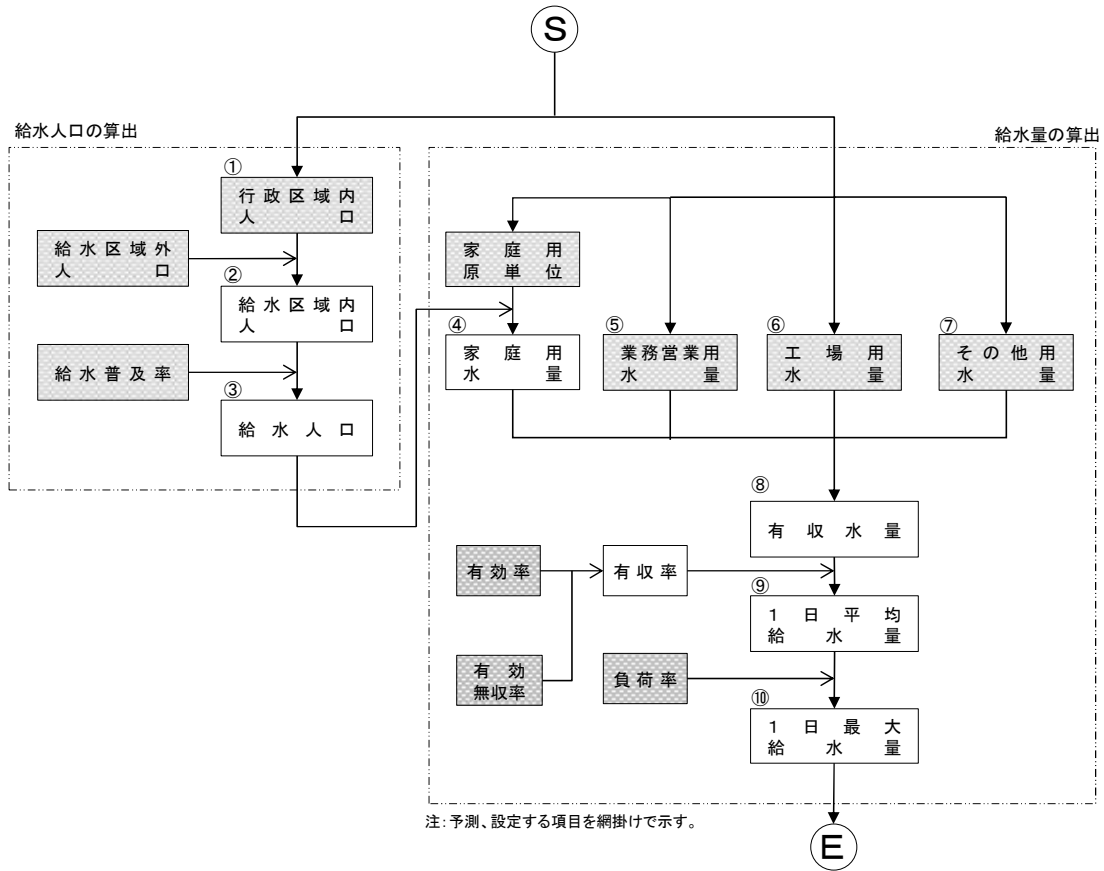 S
給水人口の算出
給水量の算出
①
行政区域内
人口
給水区域外
人口
②
給水区域内
人口
給水普及率
③
給水人口
家庭用
原単位
④
家庭用
水量
⑤
業務営業用
水量
⑥
工場用
水量
⑦
その他用
水量
⑧
有収水量
有効率
有収率
⑨
1日平均
給水量
有効
無収率
負荷率
⑩
1日最大
給水量
注:予測、設定する項目を網掛けで示す。
E